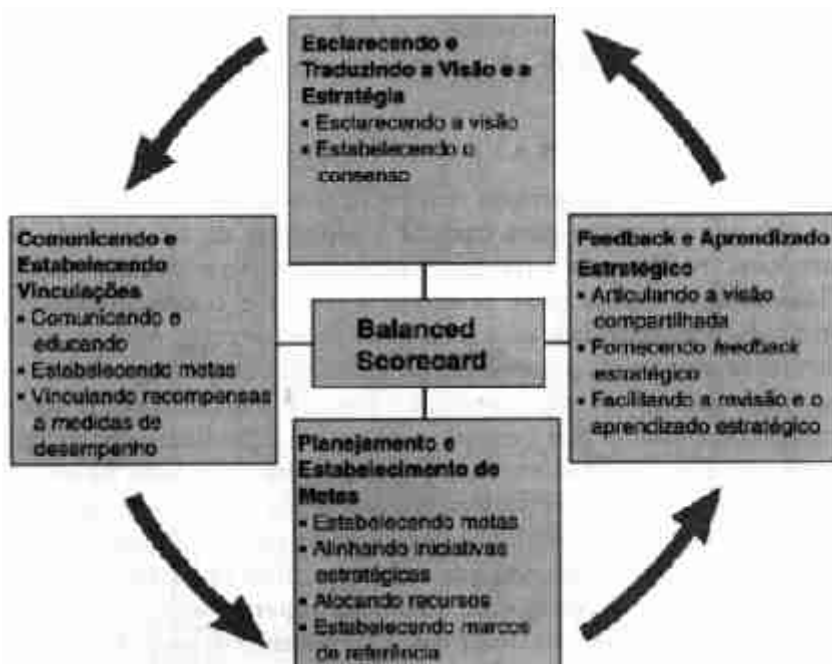 Esclarecendo e
Traduzindo a Visão e a
Estratégia
▪ Esclarecendo a visão
▪ Estabelecendo o
consenso
Comunicando e
Estabelecendo
Vinculações
▪ Comunicando e
educando
▪ Estabelecendo metas
▪ Vinculando recompensas
a medidas de
desempenho
Balanced
Scorecard
Feedback e Aprendizado
Estratégico
▪ Articulando a visão
compartilhada
▪ Fornecendo feedback
estratégico
▪ Facilitando a revisão e o
aprendizado estratégico
Planejamento e
Estabelecimento de
Metas
▪ Estabelecendo metas
▪ Alinhando iniciativas
estratégicas
▪ Alocando recursos
▪ Estabelecendo marcos
de referência